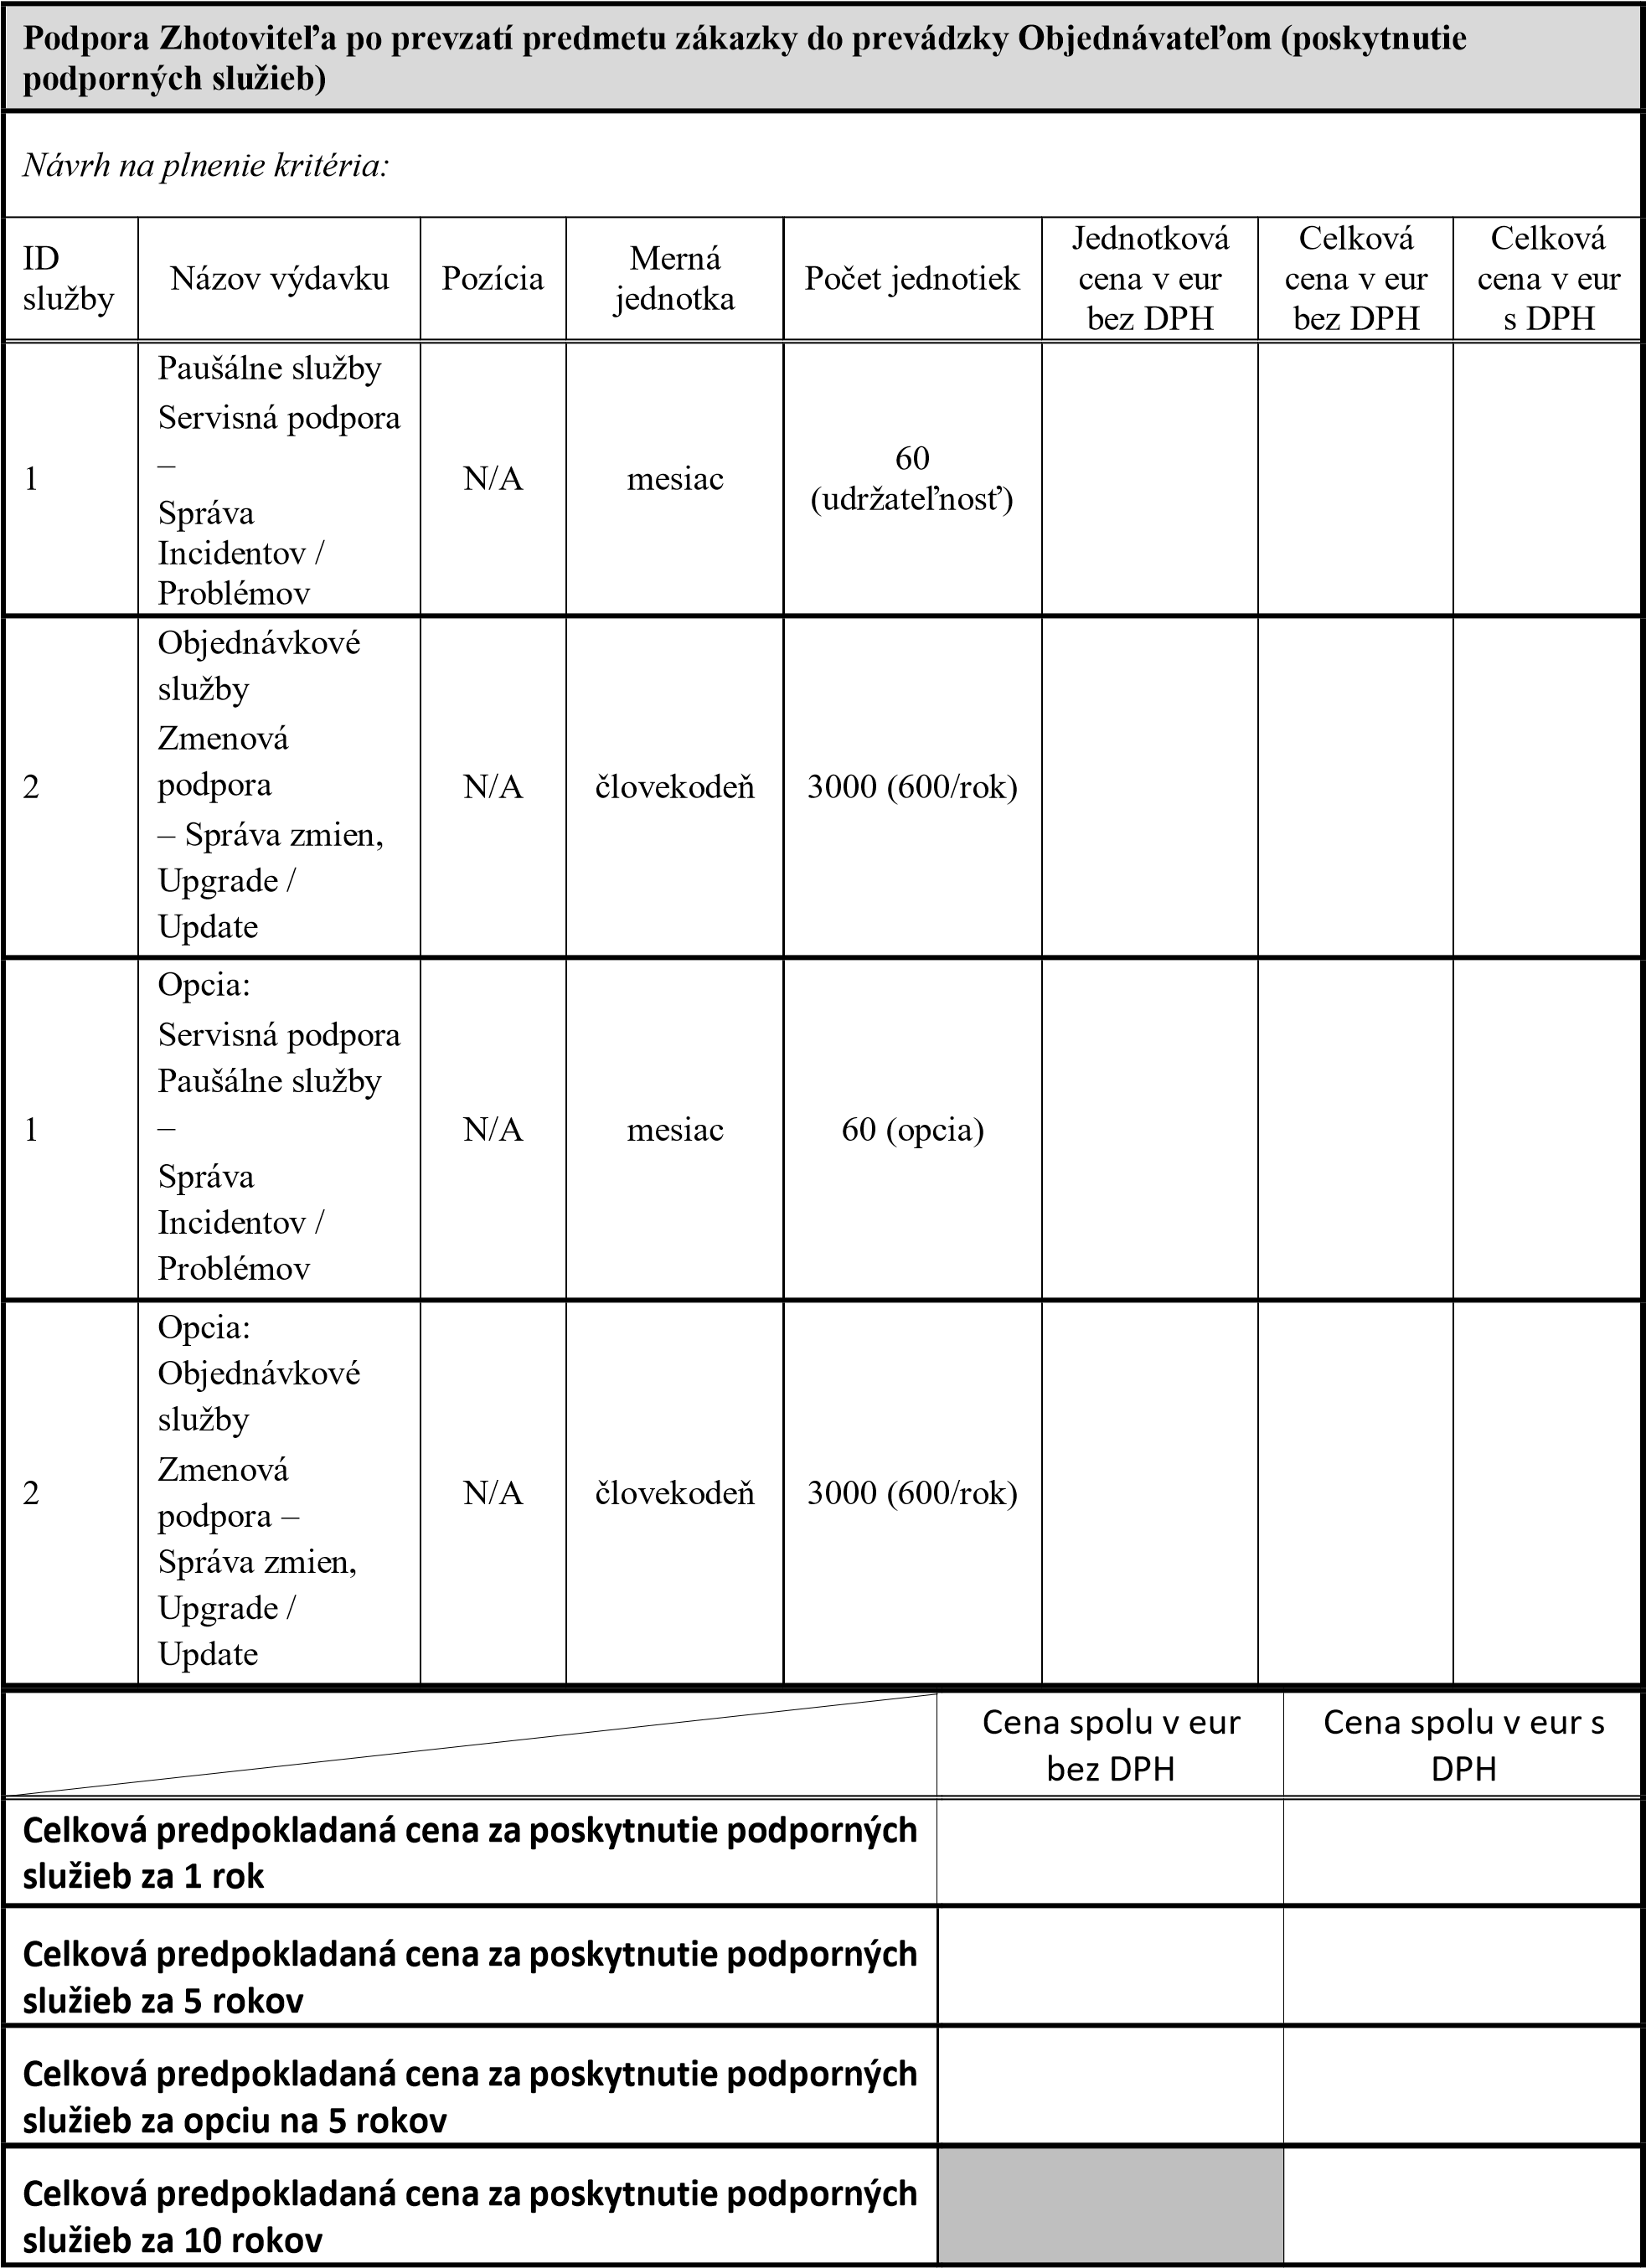 Podpora Zhotoviteľa po prevzatí predmetu zákazky do prevádzky Objednávateľom (poskytnutie
podporných služieb)
Návrh na plnenie kritéria:
ID
služby
Názov výdavku
Pozícia
Merná
jednotka
Počet jednotiek
Jednotková
cena v eur
bez DPH
Celková
cena v eur
bez DPH
Celková
cena v eur
s DPH
1
Paušálne služby
Servisná podpora
–
Správa
Incidentov /
Problémov
N/A
mesiac
60
(udržateľnosť)
2
Objednávkové
služby
Zmenová
podpora
– Správa zmien,
Upgrade /
Update
N/A
človekodeň
3000 (600/rok)
1
Opcia:
Servisná podpora
Paušálne služby
–
Správa
Incidentov /
Problémov
N/A
mesiac
60 (opcia)
2
Opcia:
Objednávkové
služby
Zmenová
podpora –
Správa zmien,
Upgrade /
Update
N/A
človekodeň
3000 (600/rok)
Cena spolu v eur
bez DPH
Cena spolu v eur s
DPH
Celková predpokladaná cena za poskytnutie podporných
služieb za 1 rok
Celková predpokladaná cena za poskytnutie podporných
služieb za 5 rokov
Celková predpokladaná cena za poskytnutie podporných
služieb za opciu na 5 rokov
Celková predpokladaná cena za poskytnutie podporných
služieb za 10 rokov